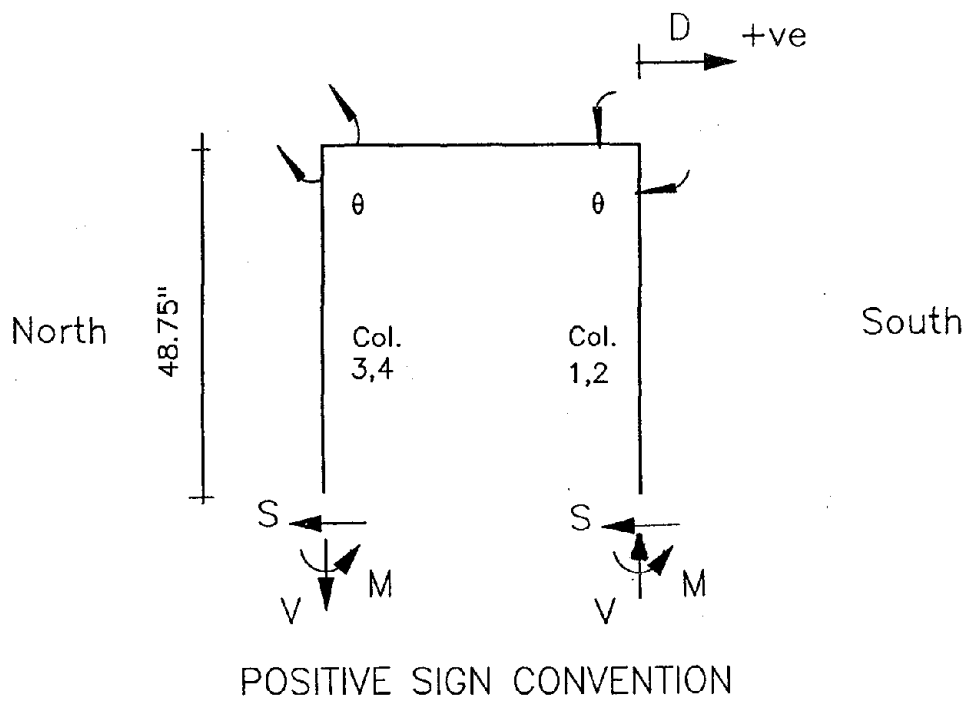 D +ve
θ θ
48.75"
North
Col.
3,4
Col.
1,2
South
S S
M M
V V
POSITIVE SIGN CONVENTION